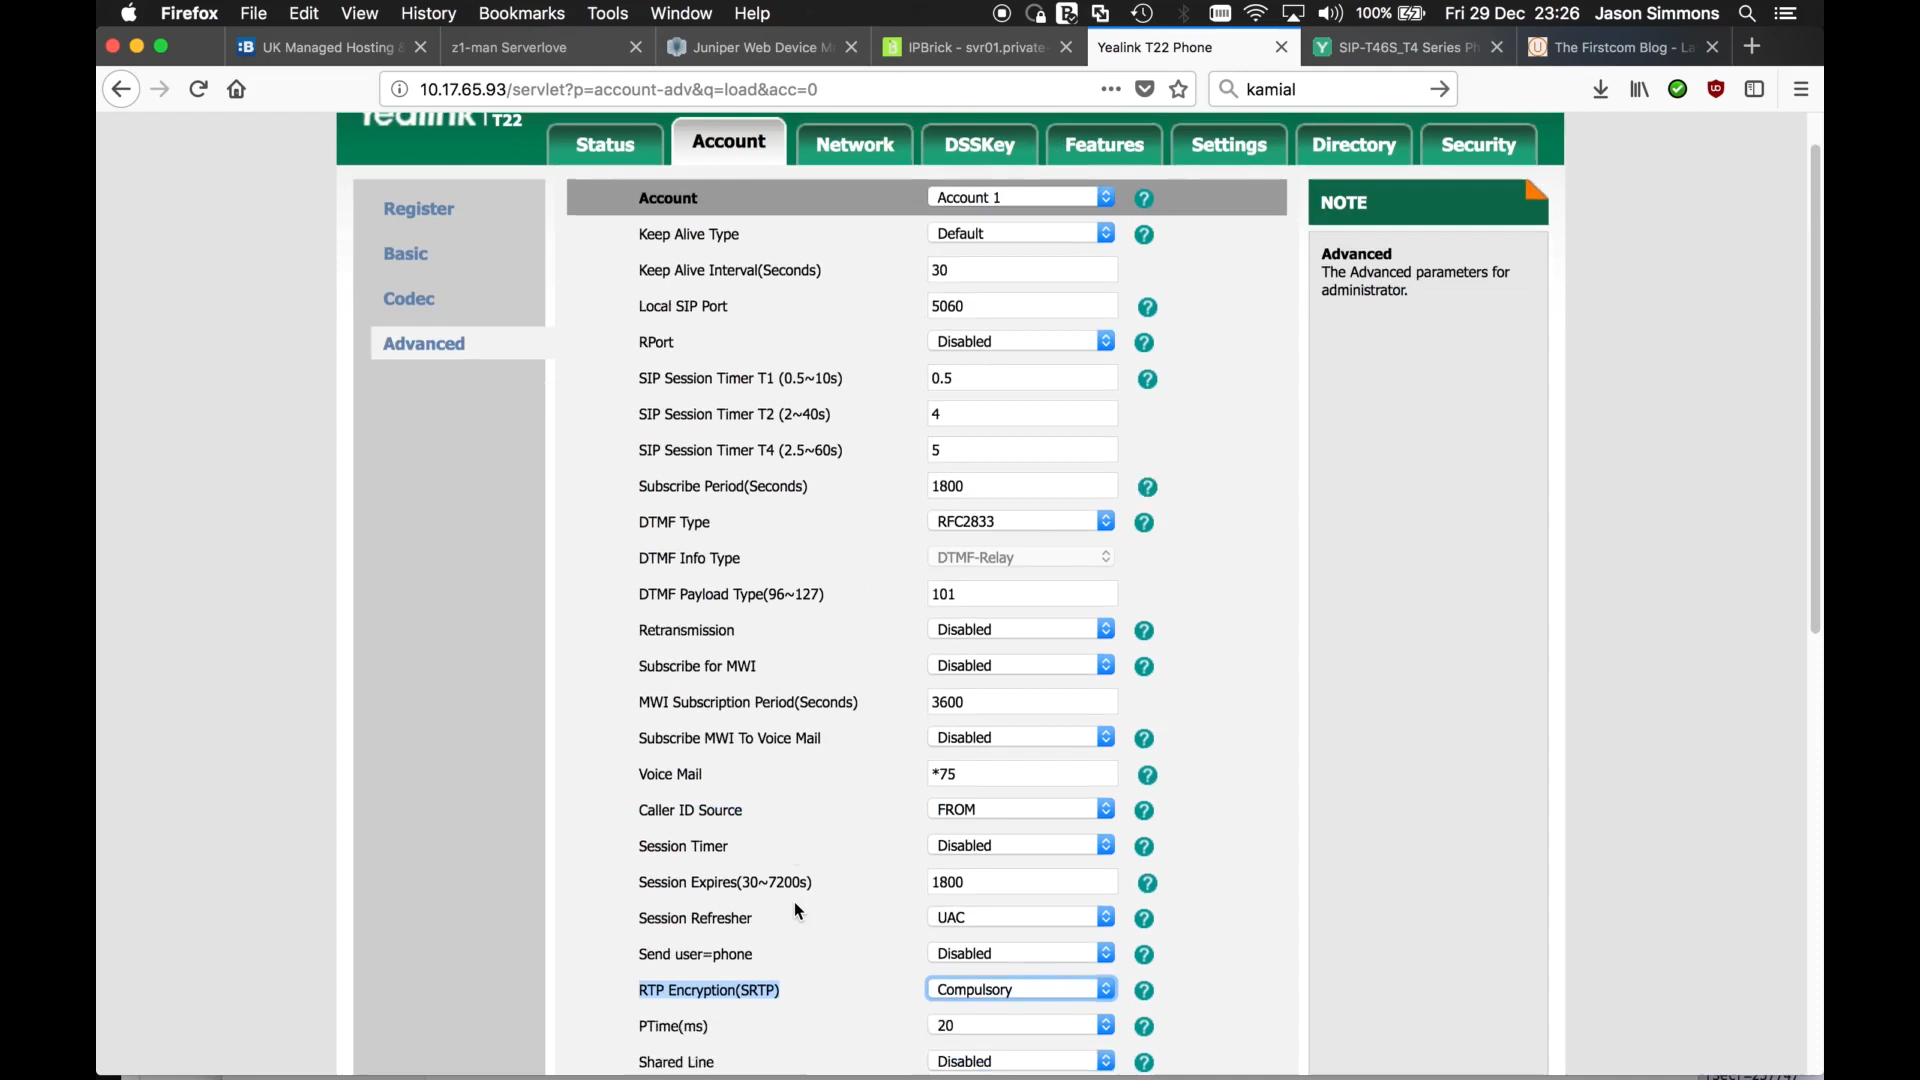 Firefox File Edit View History Bookmarks Tools Window Help 100% Fri 29 Dec 23:26 Jason Simmons
UK Managed Hosting & z1-man Serverlove Juniper Web Device M IPBrick - svr01.private- Yealink T22 Phone SIP-T46S_T4 Series Ph The Firstcom Blog - La
10.17.65.93/servlet?p=account-adv&q=load&acc=0 kamial
Yealink | T22
Status Account Network DSSKey Features Settings Directory Security
Register
Basic
Codec
Advanced
Account Account 1
Keep Alive Type Default
Keep Alive Interval(Seconds) 30
Local SIP Port 5060
RPort Disabled
SIP Session Timer T1 (0.5~10s) 0.5
SIP Session Timer T2 (2~40s) 4
SIP Session Timer T4 (2.5~60s) 5
Subscribe Period(Seconds) 1800
DTMF Type RFC2833
DTMF Info Type DTMF-Relay
DTMF Payload Type(96~127) 101
Retransmission Disabled
Subscribe for MWI Disabled
MWI Subscription Period(Seconds) 3600
Subscribe MWI To Voice Mail Disabled
Voice Mail *75
Caller ID Source FROM
Session Timer Disabled
Session Expires(30~7200s) 1800
Session Refresher UAC
Send user=phone Disabled
RTP Encryption(SRTP) Compulsory
PTime(ms) 20
Shared Line Disabled
NOTE
Advanced
The Advanced parameters for
administrator.